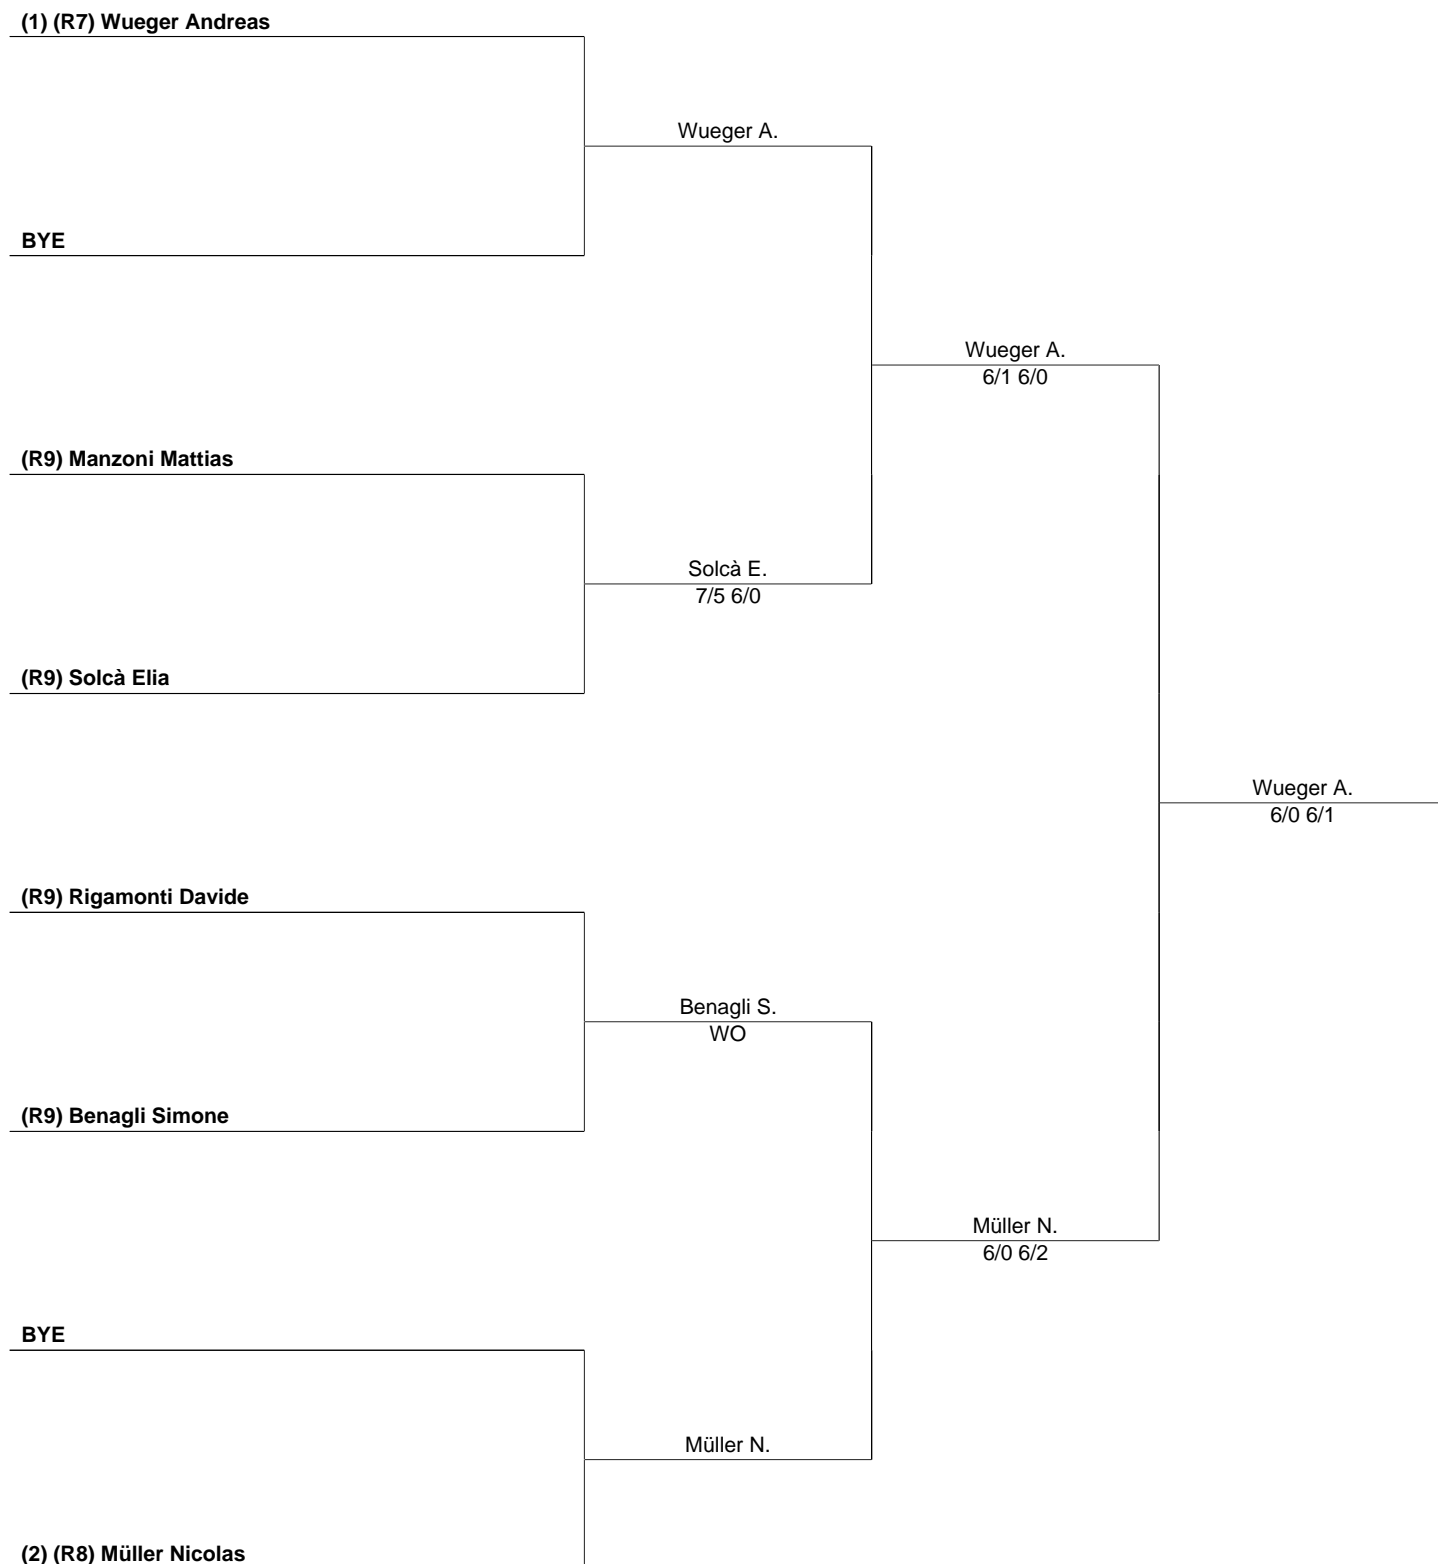 (1) (R7) Wueger Andreas
Wueger A.
BYE
Wueger A.
6/1 6/0
(R9) Manzoni Mattias
Solcà E.
7/5 6/0
(R9) Solcà Elia
Wueger A.
6/0 6/1
(R9) Rigamonti Davide
Benagli S.
WO
(R9) Benagli Simone
Müller N.
6/0 6/2
BYE
Müller N.
(2) (R8) Müller Nicolas